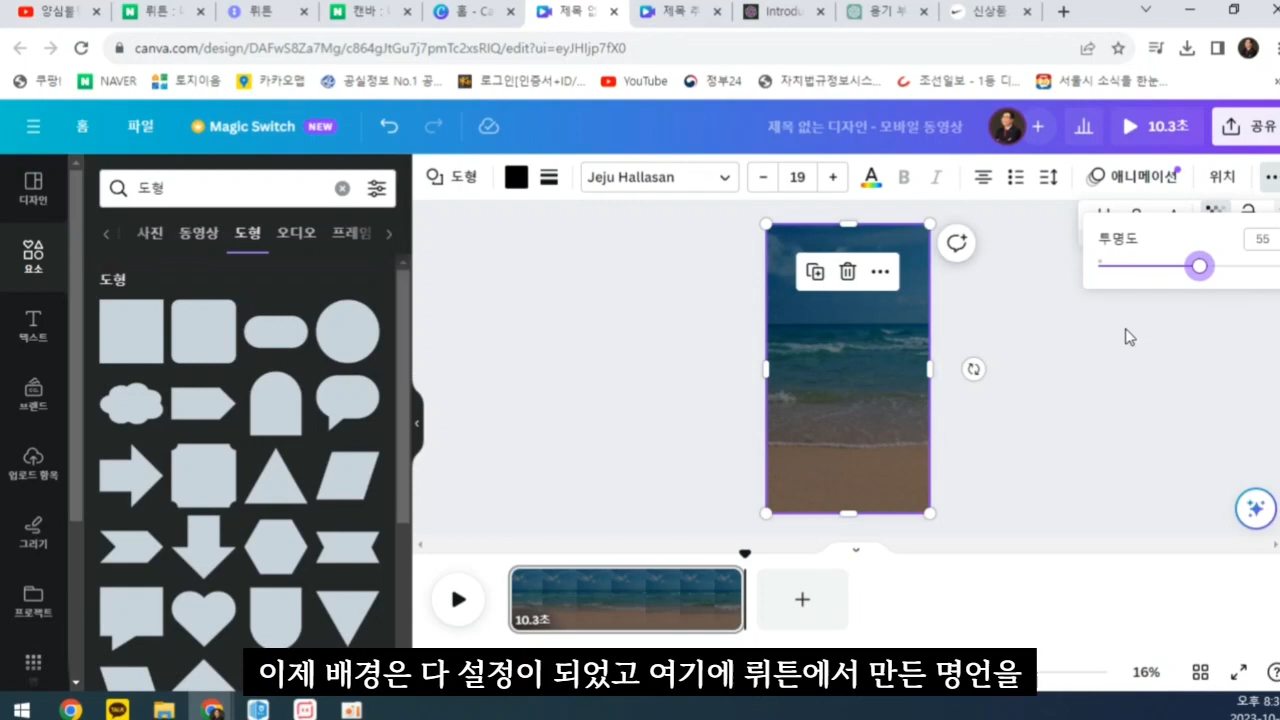 양심풀
뤼튼 :
뤼튼
캔바 :
홈 - Ca
제목 없
제목
Introdu
용기 부
신상품
canva.com/design/DAFwS8Za7Mg/c864gJtGu7j7pmTc2xsRIQ/edit?ui=eyJHIjp7fX0
쿠팡!
NAVER
토지이음
카카오맵
공실정보 No.1 공...
로그인[인증서+ID/...
YouTube
정부24
자치법규정보시스...
조선일보 - 1등 디...
서울시 소식을 한눈...
홈
파일
Magic Switch NEW
제목 없는 디자인 - 모바일 동영상
10.3초
공유
디자인
요소
텍스트
브랜드
업로드 항목
그리기
프로젝트
도형
사진
동영상
도형
오디오
프레임
도형
도형
Jeju Hallasan
− 19 +
A
B
I
애니메이션
위치
투명도
55
10.3초
16%
이제 배경은 다 설정이 되었고 여기에 뤼튼에서 만든 명언을
오후 8:3
2023-10